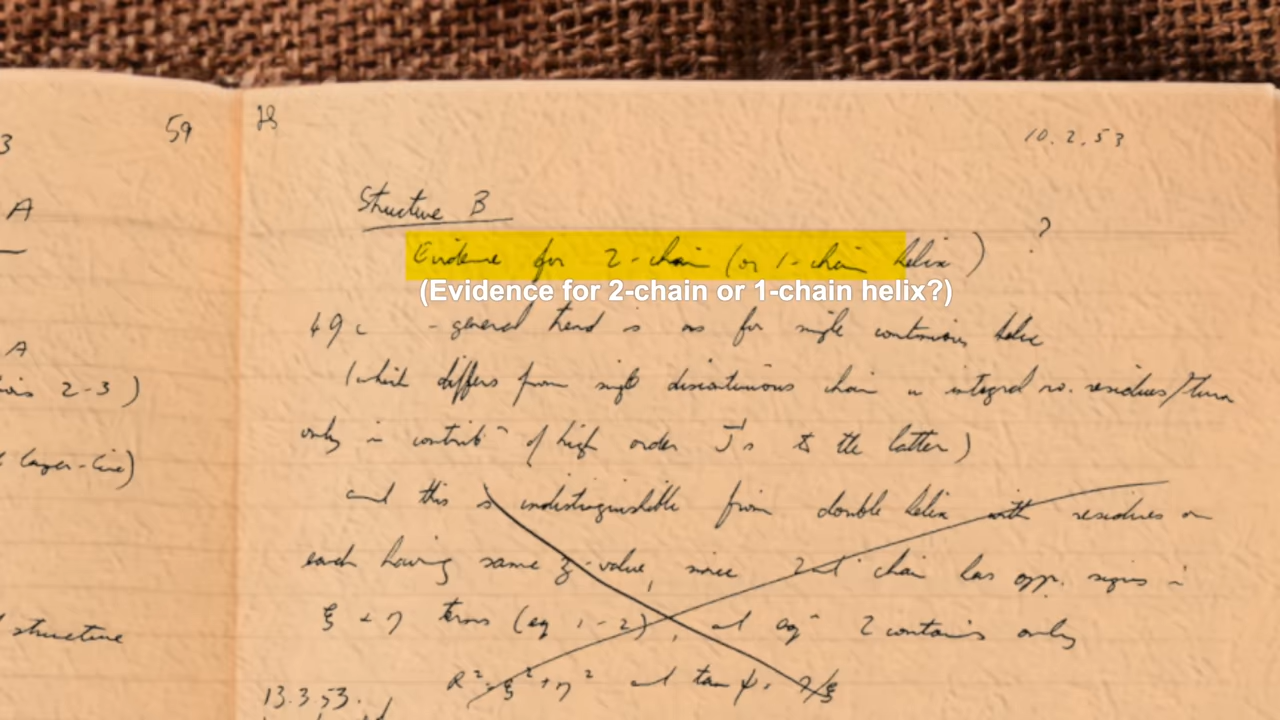 3
A
2-3)
layer-line)
structure
59
10.2.53
Structure B
?
Evidence for 2-chain (or 1-chain helix)
(Evidence for 2-chain or 1-chain helix?)
49c - general trend is as for single continuous helix
(which differs from single discontinuous chain integral no. residues/turn
only in contribⁿ of high order J's to the latter)
and this is indistinguishable from double helix with residues on
each having same z-value, since 2nd chain has opp. signs in
ξ + η terms (eq 1-2), and eqⁿ 2 contains only
R² = ξ² + η² and tan ψ = η/ξ
13.3.53.